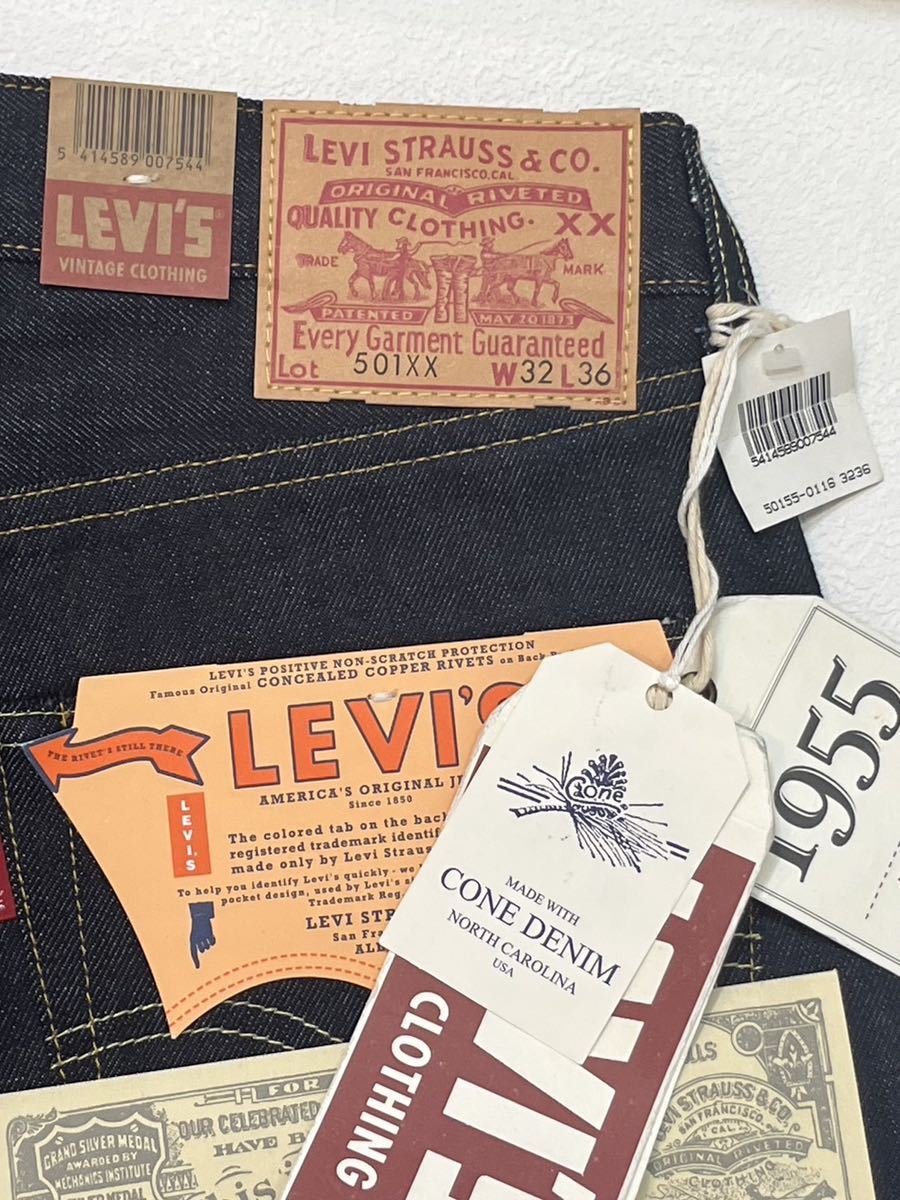 5 414589 007544
LEVI'S®
VINTAGE CLOTHING
LEVI STRAUSS & CO.
SAN FRANCISCO, CAL
ORIGINAL RIVETED
QUALITY CLOTHING. XX
TRADE MARK
PATENTED MAY 20 1873
Every Garment Guaranteed
Lot 501XX W32 L36
5414589007544
50155-0116 3236
1955
LEVI'S POSITIVE NON-SCRATCH PROTECTION
Famous Original CONCEALED COPPER RIVETS on Back
LEVI'S
AMERICA'S ORIGINAL
Since 1850
THE RIVET'S STILL THERE
LEVI'S
The colored tab on the back
registered trademark
made only by Levi
To help you identify Levi's quickly -
pocket design, used by Levi's
Trademark Reg
LEVI
San
Cone
MADE WITH
CONE DENIM
NORTH CAROLINA
USA
CLOTHING
FOR
OUR CELEBRATED
HAVE
GRAND SILVER MEDAL
AWARDED BY
MECHANICS INSTITUTE
MEDAL
LEVI STRAUSS & CO
SAN FRANCISCO
CAL.
ORIGINAL RIVETED
CLOTHING